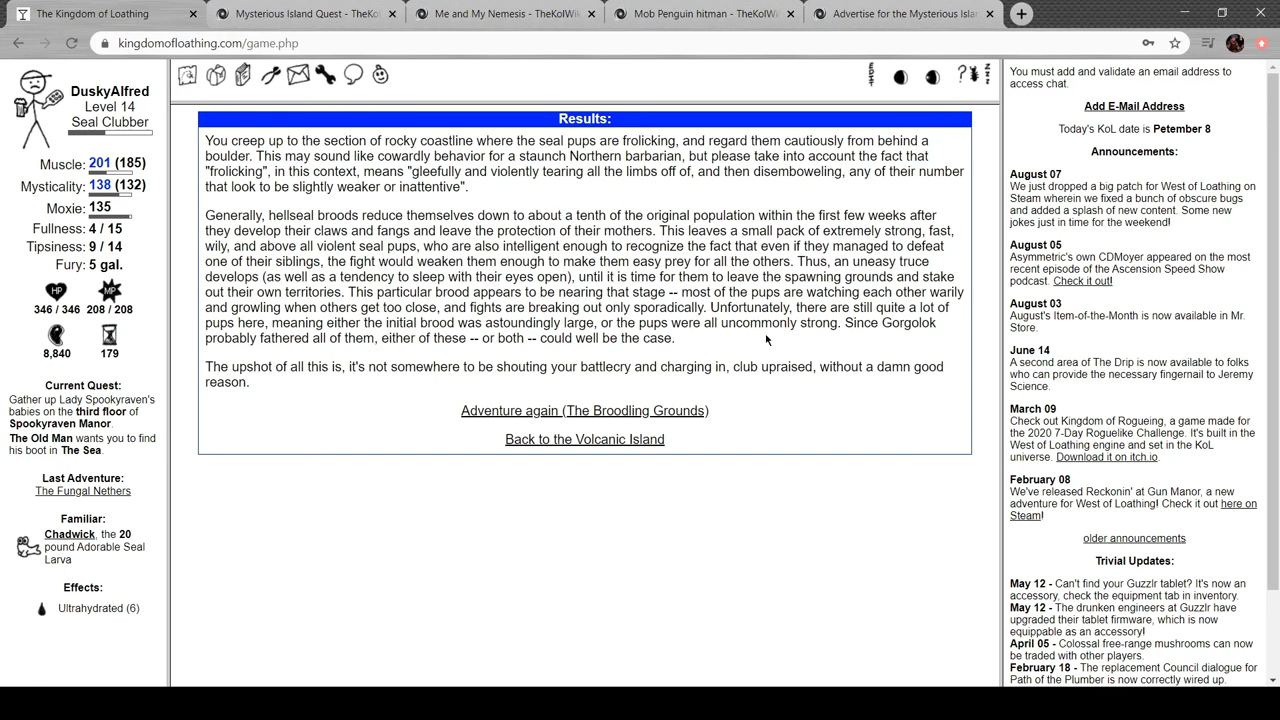 The Kingdom of Loathing
Mysterious Island Quest - TheKol
Me and My Nemesis - TheKolWik
Mob Penguin hitman - TheKolWi
Advertise for the Mysterious Islan
kingdomofloathing.com/game.php
DuskyAlfred
Level 14
Seal Clubber
Muscle: 201 (185)
Mysticality: 138 (132)
Moxie: 135
Fullness: 4 / 15
Tipsiness: 9 / 14
Fury: 5 gal.
HP MP
346 / 346 208 / 208
8,840 179
Current Quest:
Gather up Lady Spookyraven's
babies on the third floor of
Spookyraven Manor.
The Old Man wants you to find
his boot in The Sea.
Last Adventure:
The Fungal Nethers
Familiar:
Chadwick, the 20
pound Adorable Seal
Larva
Effects:
Ultrahydrated (6)
Results:
You creep up to the section of rocky coastline where the seal pups are frolicking, and regard them cautiously from behind a
boulder. This may sound like cowardly behavior for a staunch Northern barbarian, but please take into account the fact that
"frolicking", in this context, means "gleefully and violently tearing all the limbs off of, and then disemboweling, any of their number
that look to be slightly weaker or inattentive".
Generally, hellseal broods reduce themselves down to about a tenth of the original population within the first few weeks after
they develop their claws and fangs and leave the protection of their mothers. This leaves a small pack of extremely strong, fast,
wily, and above all violent seal pups, who are also intelligent enough to recognize the fact that even if they managed to defeat
one of their siblings, the fight would weaken them enough to make them easy prey for all the others. Thus, an uneasy truce
develops (as well as a tendency to sleep with their eyes open), until it is time for them to leave the spawning grounds and stake
out their own territories. This particular brood appears to be nearing that stage -- most of the pups are watching each other warily
and growling when others get too close, and fights are breaking out only sporadically. Unfortunately, there are still quite a lot of
pups here, meaning either the initial brood was astoundingly large, or the pups were all uncommonly strong. Since Gorgolok
probably fathered all of them, either of these -- or both -- could well be the case.
The upshot of all this is, it's not somewhere to be shouting your battlecry and charging in, club upraised, without a damn good
reason.
Adventure again (The Broodling Grounds)
Back to the Volcanic Island
You must add and validate an email address to
access chat.
Add E-Mail Address
Today's KoL date is Petember 8
Announcements:
August 07
We just dropped a big patch for West of Loathing on
Steam wherein we fixed a bunch of obscure bugs
and added a splash of new content. Some new
jokes just in time for the weekend!
August 05
Asymmetric's own CDMoyer appeared on the most
recent episode of the Ascension Speed Show
podcast. Check it out!
August 03
August's Item-of-the-Month is now available in Mr.
Store.
June 14
A second area of The Drip is now available to folks
who can provide the necessary fingernail to Jeremy
Science.
March 09
Check out Kingdom of Rogueing, a game made for
the 2020 7-Day Roguelike Challenge. It's built in the
West of Loathing engine and set in the KoL
universe. Download it on itch.io.
February 08
We've released Reckonin' at Gun Manor, a new
adventure for West of Loathing! Check it out here on
Steam!
older announcements
Trivial Updates:
May 12 - Can't find your Guzzlr tablet? It's now an
accessory, check the equipment tab in inventory.
May 12 - The drunken engineers at Guzzlr have
upgraded their tablet firmware, which is now
equippable as an accessory!
April 05 - Colossal free-range mushrooms can now
be traded with other players.
February 18 - The replacement Council dialogue for
Path of the Plumber is now correctly wired up.